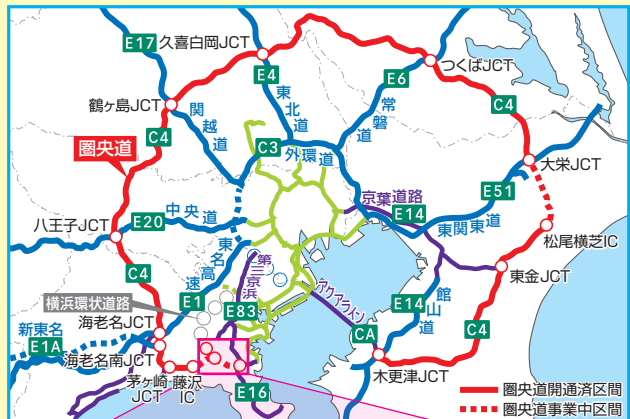 E17
久喜白岡JCT
E4
東北道
E6
つくばJCT
常磐道
鶴ヶ島JCT
関越道
C4
C4
C3
外環道
圏央道
大栄JCT
京葉道路
E51
E14
東関東道
八王子JCT
中央道
E20
松尾横芝IC
東名高速
第三京浜
東金JCT
C4
アクアライン
館山道
E14
横浜環状道路
E1
E83
新東名
海老名JCT
E1A
C4
海老名南JCT
CA
茅ヶ崎JCT
藤沢IC
E16
木更津JCT
圏央道開通済区間
圏央道事業中区間